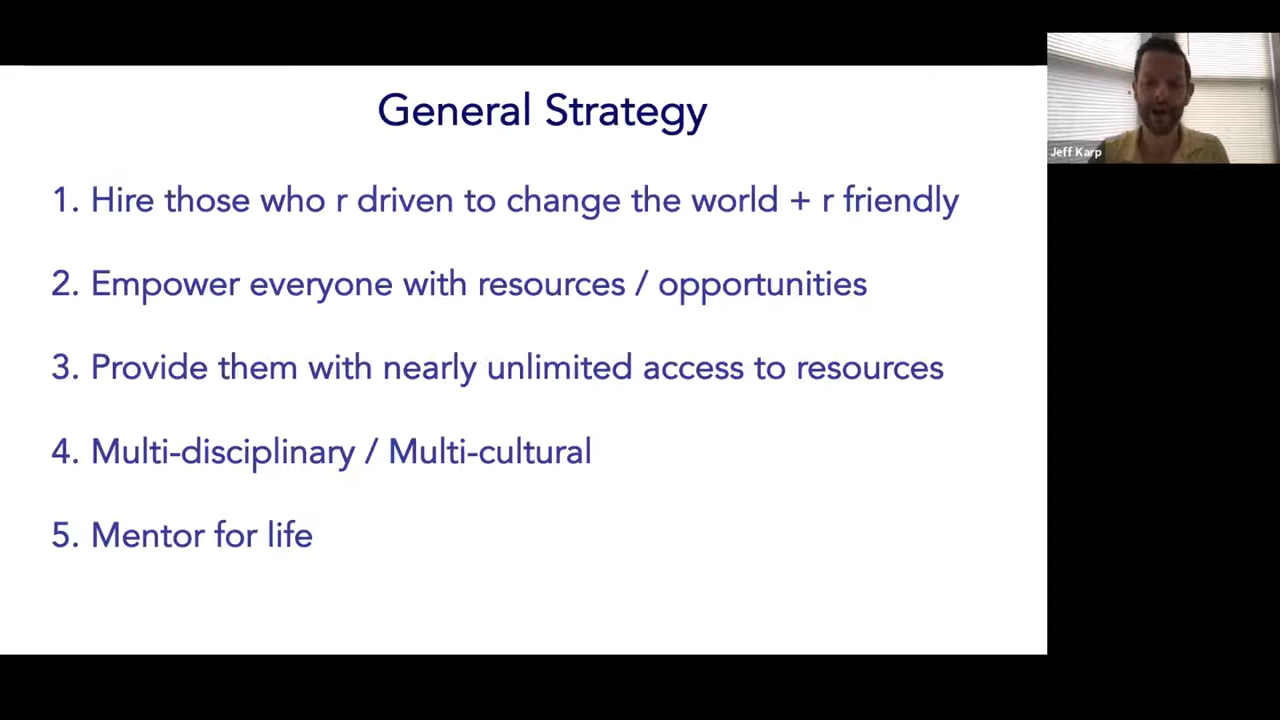 General Strategy
Jeff Karp
1. Hire those who r driven to change the world + r friendly
2. Empower everyone with resources / opportunities
3. Provide them with nearly unlimited access to resources
4. Multi-disciplinary / Multi-cultural
5. Mentor for life